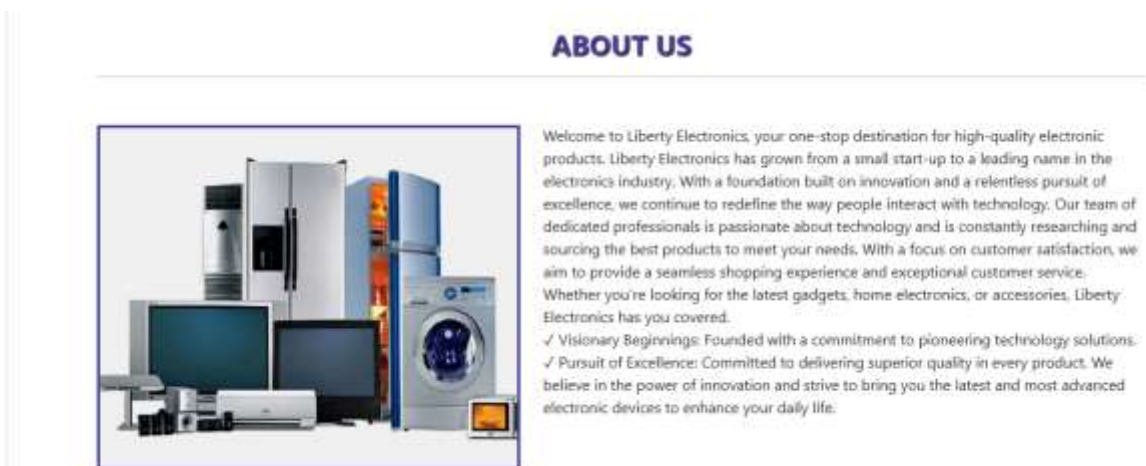 ABOUT US
Welcome to Liberty Electronics, your one-stop destination for high-quality electronic
products. Liberty Electronics has grown from a small start-up to a leading name in the
electronics industry. With a foundation built on innovation and a relentless pursuit of
excellence, we continue to redefine the way people interact with technology. Our team of
dedicated professionals is passionate about technology and is constantly researching and
sourcing the best products to meet your needs. With a focus on customer satisfaction, we
aim to provide a seamless shopping experience and exceptional customer service.
Whether you're looking for the latest gadgets, home electronics, or accessories, Liberty
Electronics has you covered.
✓ Visionary Beginnings: Founded with a commitment to pioneering technology solutions.
✓ Pursuit of Excellence: Committed to delivering superior quality in every product. We
believe in the power of innovation and strive to bring you the latest and most advanced
electronic devices to enhance your daily life.